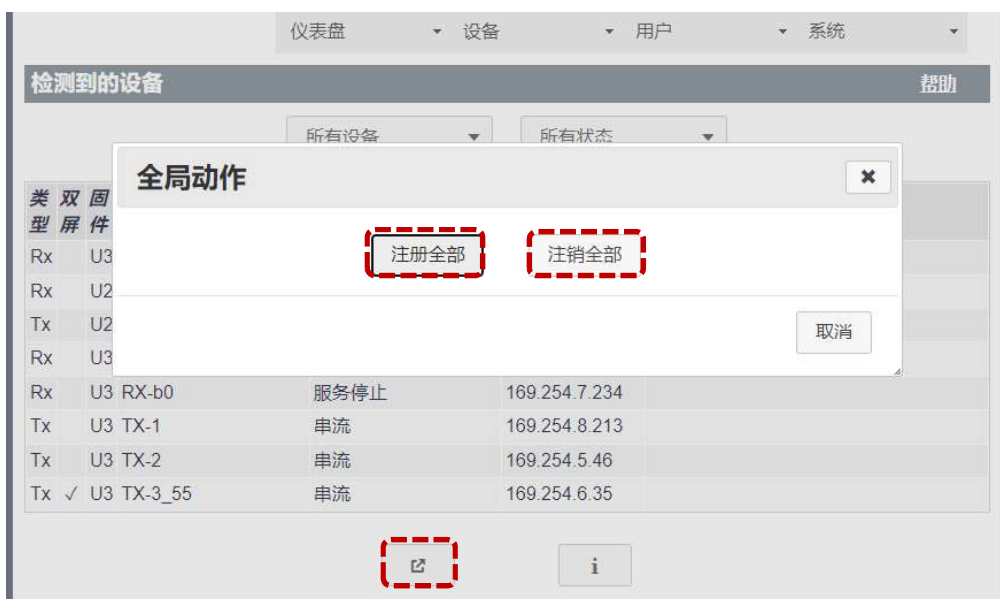 仪表盘 设备 用户 系统
检测到的设备 帮助
所有设备 所有状态
全局动作
类型 双屏 固件
注册全部 注销全部
Rx U3
Rx U2
Tx U2
取消
Rx U3
Rx U3 RX-b0 服务停止 169.254.7.234
Tx U3 TX-1 串流 169.254.8.213
Tx U3 TX-2 串流 169.254.5.46
Tx √ U3 TX-3_55 串流 169.254.6.35
i